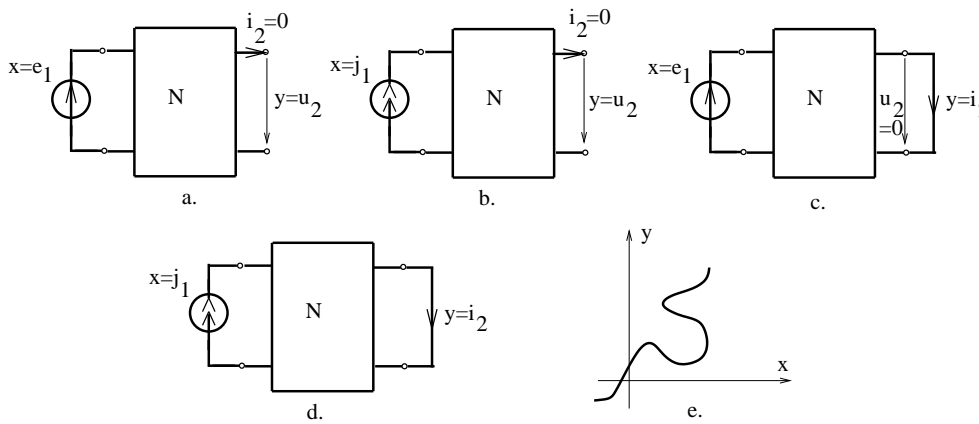 i2=0
x=e1
N
y=u2
a.
i2=0
x=j1
N
y=u2
b.
x=e1
N
u2
=0
y=i
c.
x=j1
N
y=i2
d.
y
x
e.